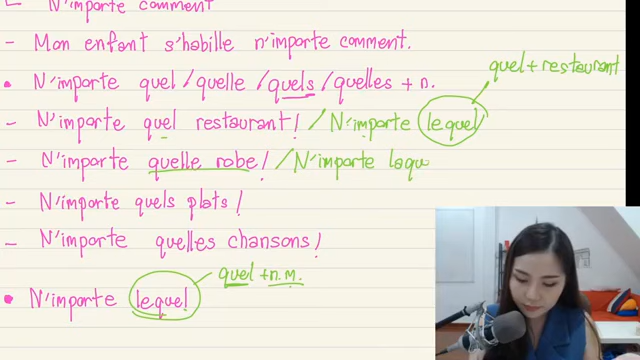 N'importe comment
- Mon enfant s'habille n'importe comment.
• N'importe quel / quelle / quels / quelles + n.
quel + restaurant
- N'importe quel restaurant! / N'importe lequel
- N'importe quelle robe! / N'importe laque
- N'importe quels plats!
- N'importe quelles chansons!
quel + n.m.
• N'importe lequel